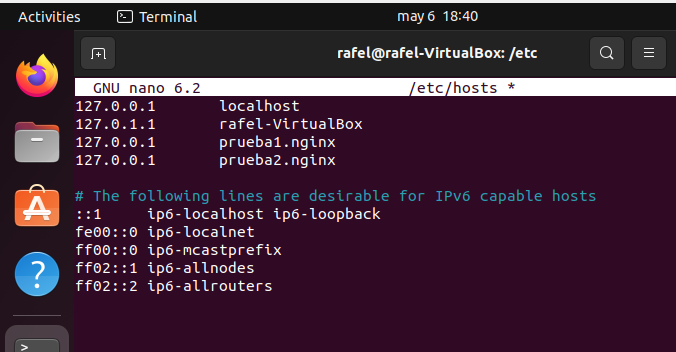 Activities Terminal may 6 18:40
rafel@rafel-VirtualBox: /etc
GNU nano 6.2 /etc/hosts *
127.0.0.1 localhost
127.0.1.1 rafel-VirtualBox
127.0.0.1 prueba1.nginx
127.0.0.1 prueba2.nginx
# The following lines are desirable for IPv6 capable hosts
::1 ip6-localhost ip6-loopback
fe00::0 ip6-localnet
ff00::0 ip6-mcastprefix
ff02::1 ip6-allnodes
ff02::2 ip6-allrouters